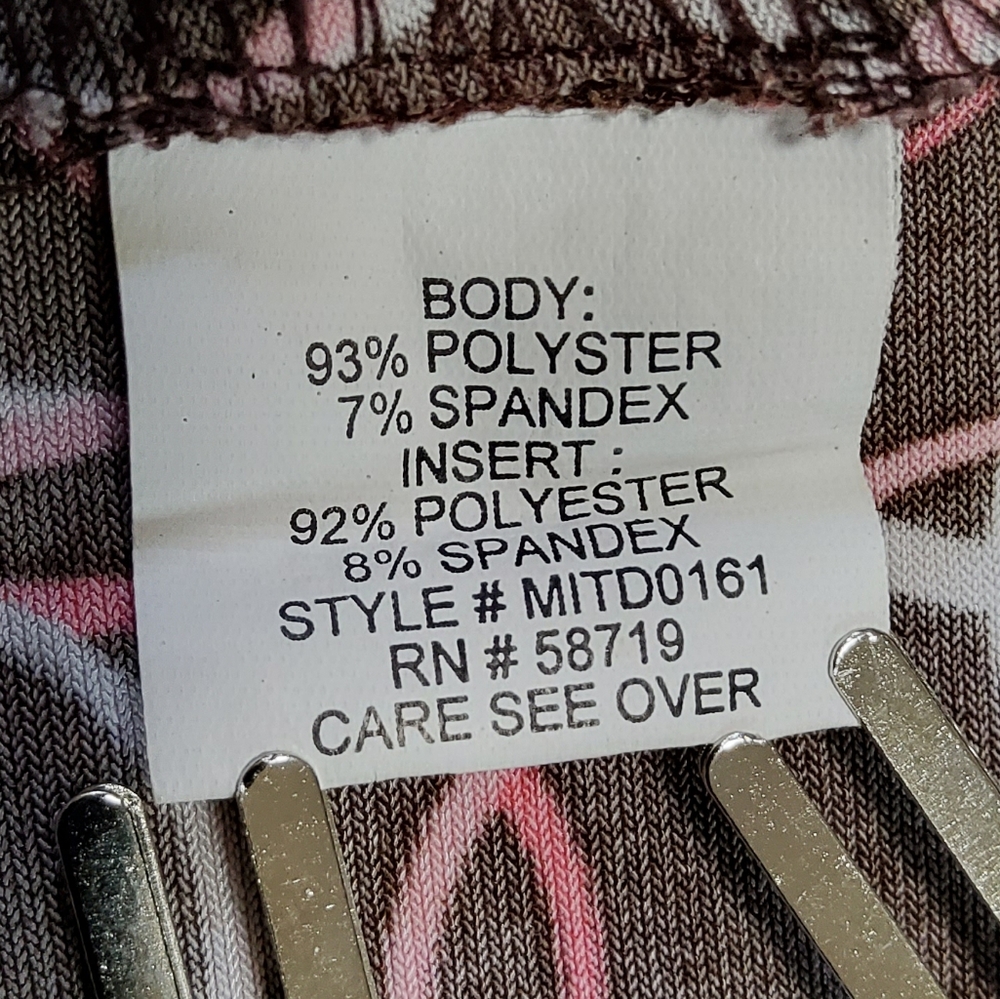 BODY:
93% POLYSTER
7% SPANDEX
INSERT :
92% POLYESTER
8% SPANDEX
STYLE # MITD0161
RN # 58719
CARE SEE OVER